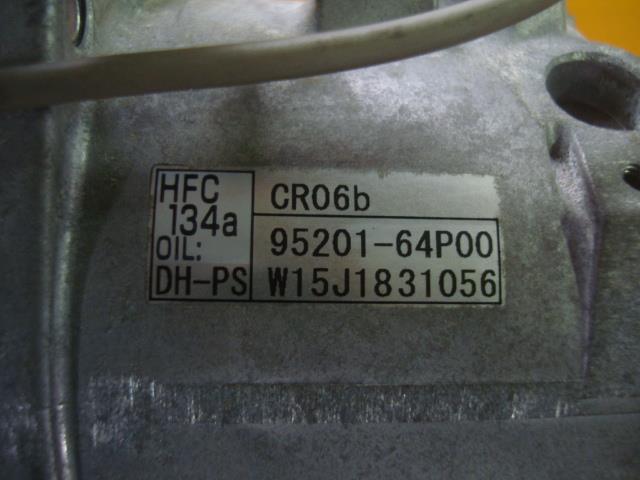 HFC
134a
OIL:
DH-PS
CR06b
95201-64P00
W15J1831056